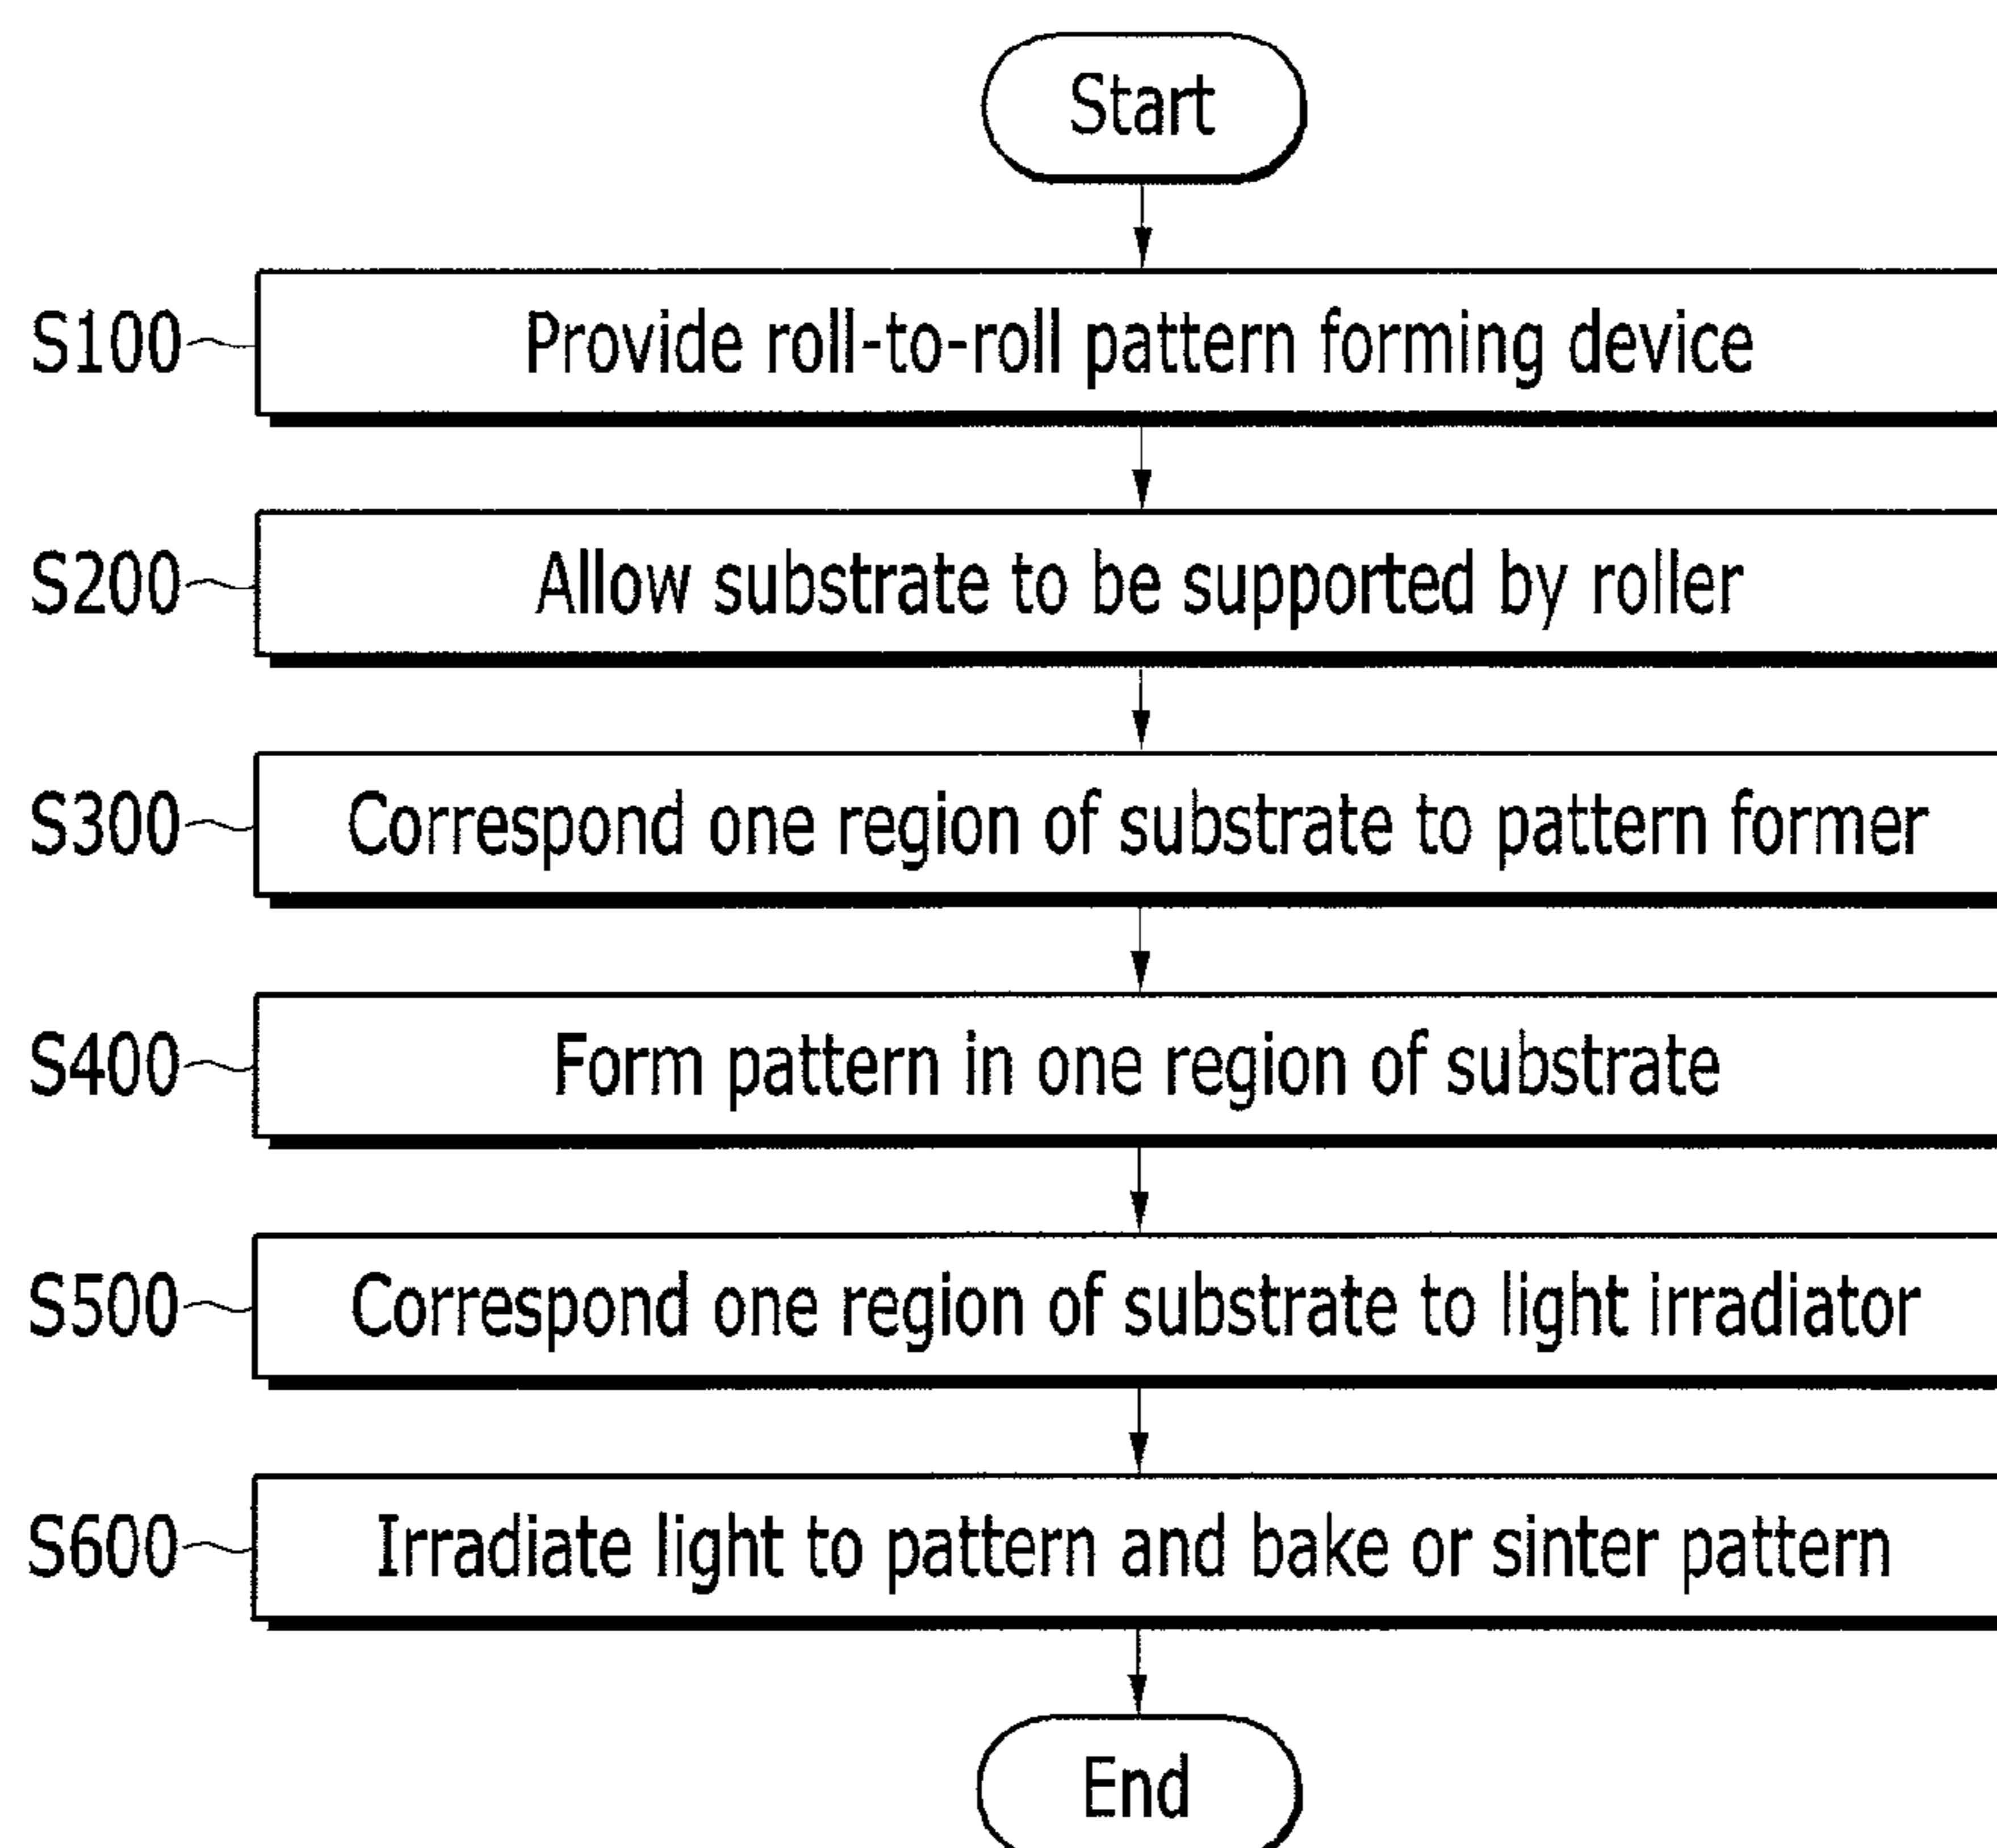 Start
S100 Provide roll-to-roll pattern forming device
S200 Allow substrate to be supported by roller
S300 Correspond one region of substrate to pattern former
S400 Form pattern in one region of substrate
S500 Correspond one region of substrate to light irradiator
S600 Irradiate light to pattern and bake or sinter pattern
End